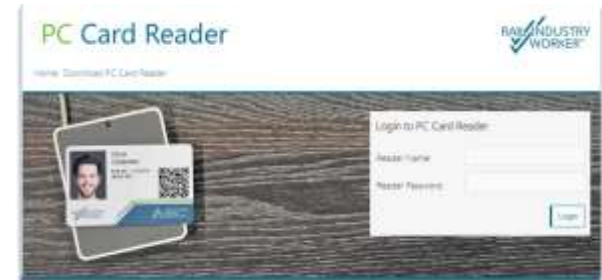 PC Card Reader
RAIL INDUSTRY
WORKER
Home Download PC Card Reader
Login to PC Card Reader
Reader Name
Reader Password
Login